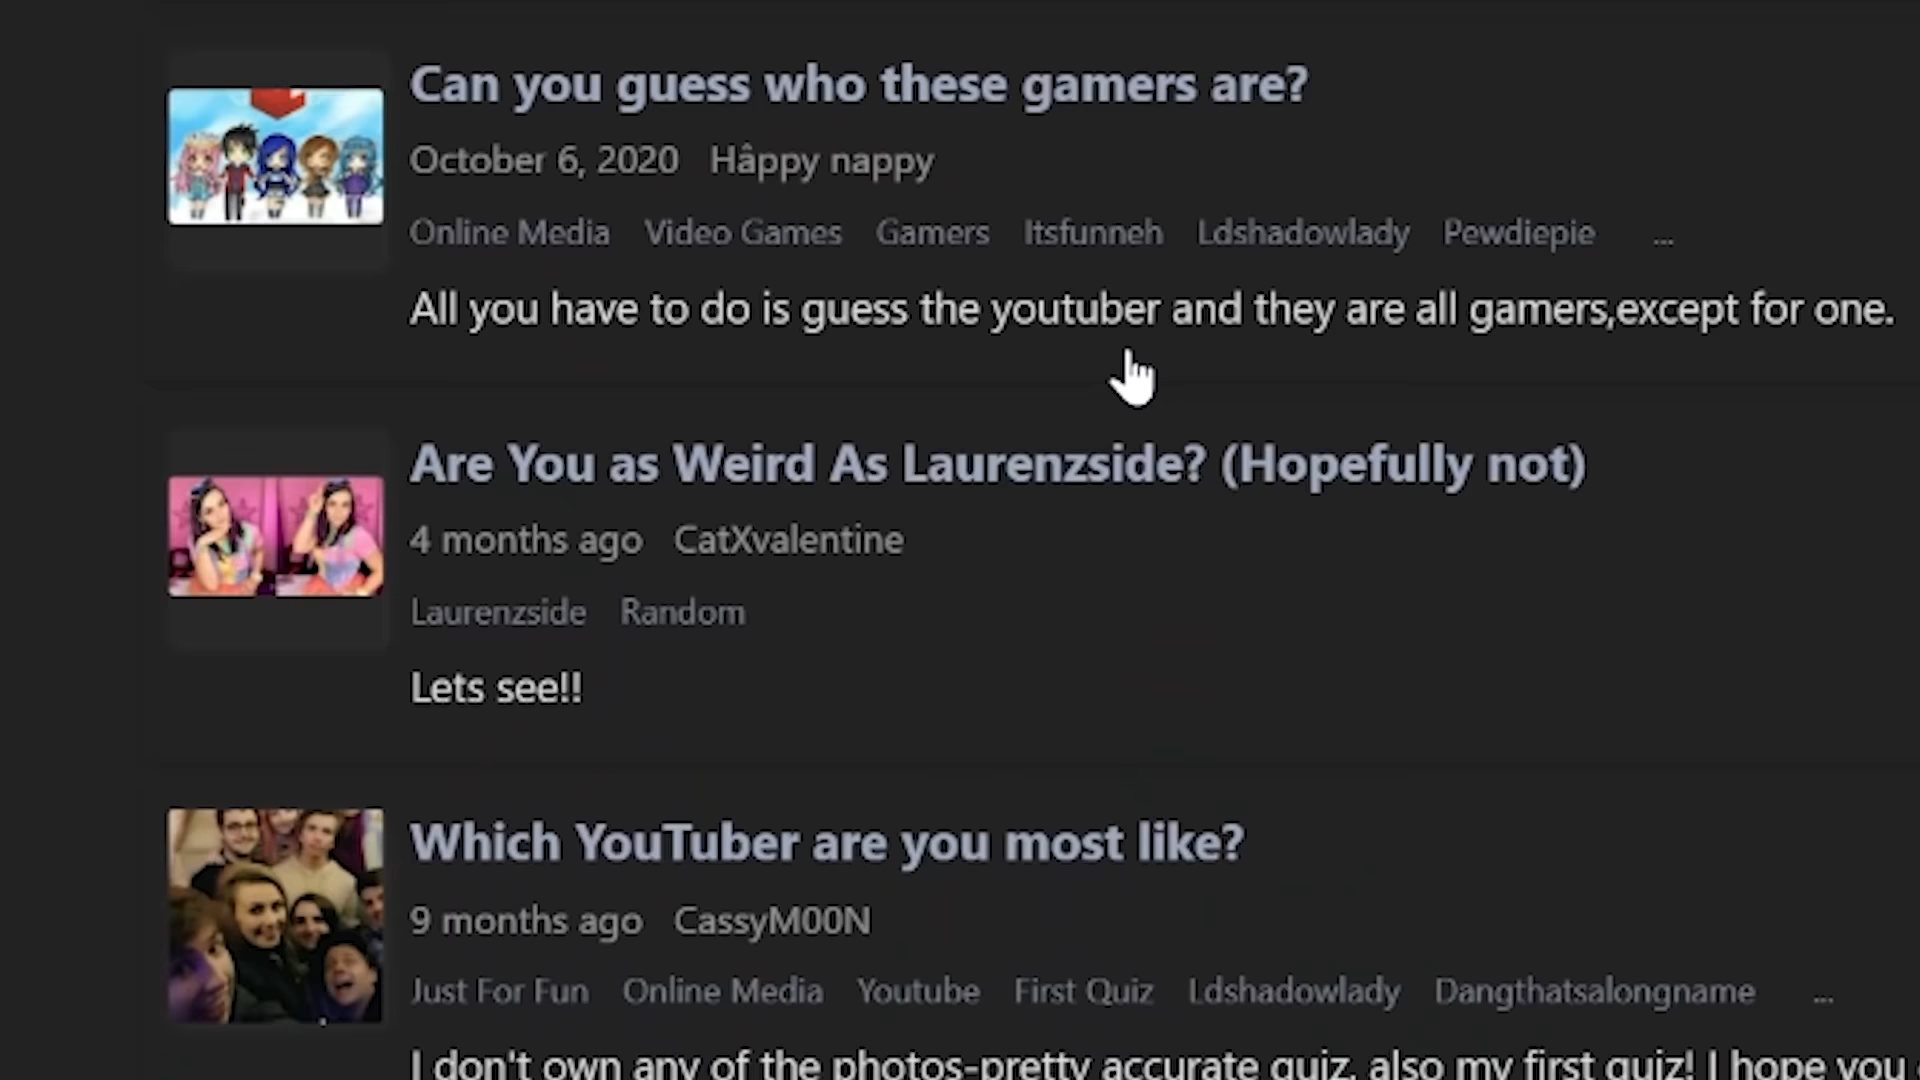 Can you guess who these gamers are?
October 6, 2020 Hâppy nappy
Online Media Video Games Gamers Itsfunneh Ldshadowlady Pewdiepie ...
All you have to do is guess the youtuber and they are all gamers,except for one.
Are You as Weird As Laurenzside? (Hopefully not)
4 months ago CatXvalentine
Laurenzside Random
Lets see!!
Which YouTuber are you most like?
9 months ago CassyM00N
Just For Fun Online Media Youtube First Quiz Ldshadowlady Dangthatsalongname ...
I don't own any of the photos-pretty accurate quiz, also my first quiz! I hope you